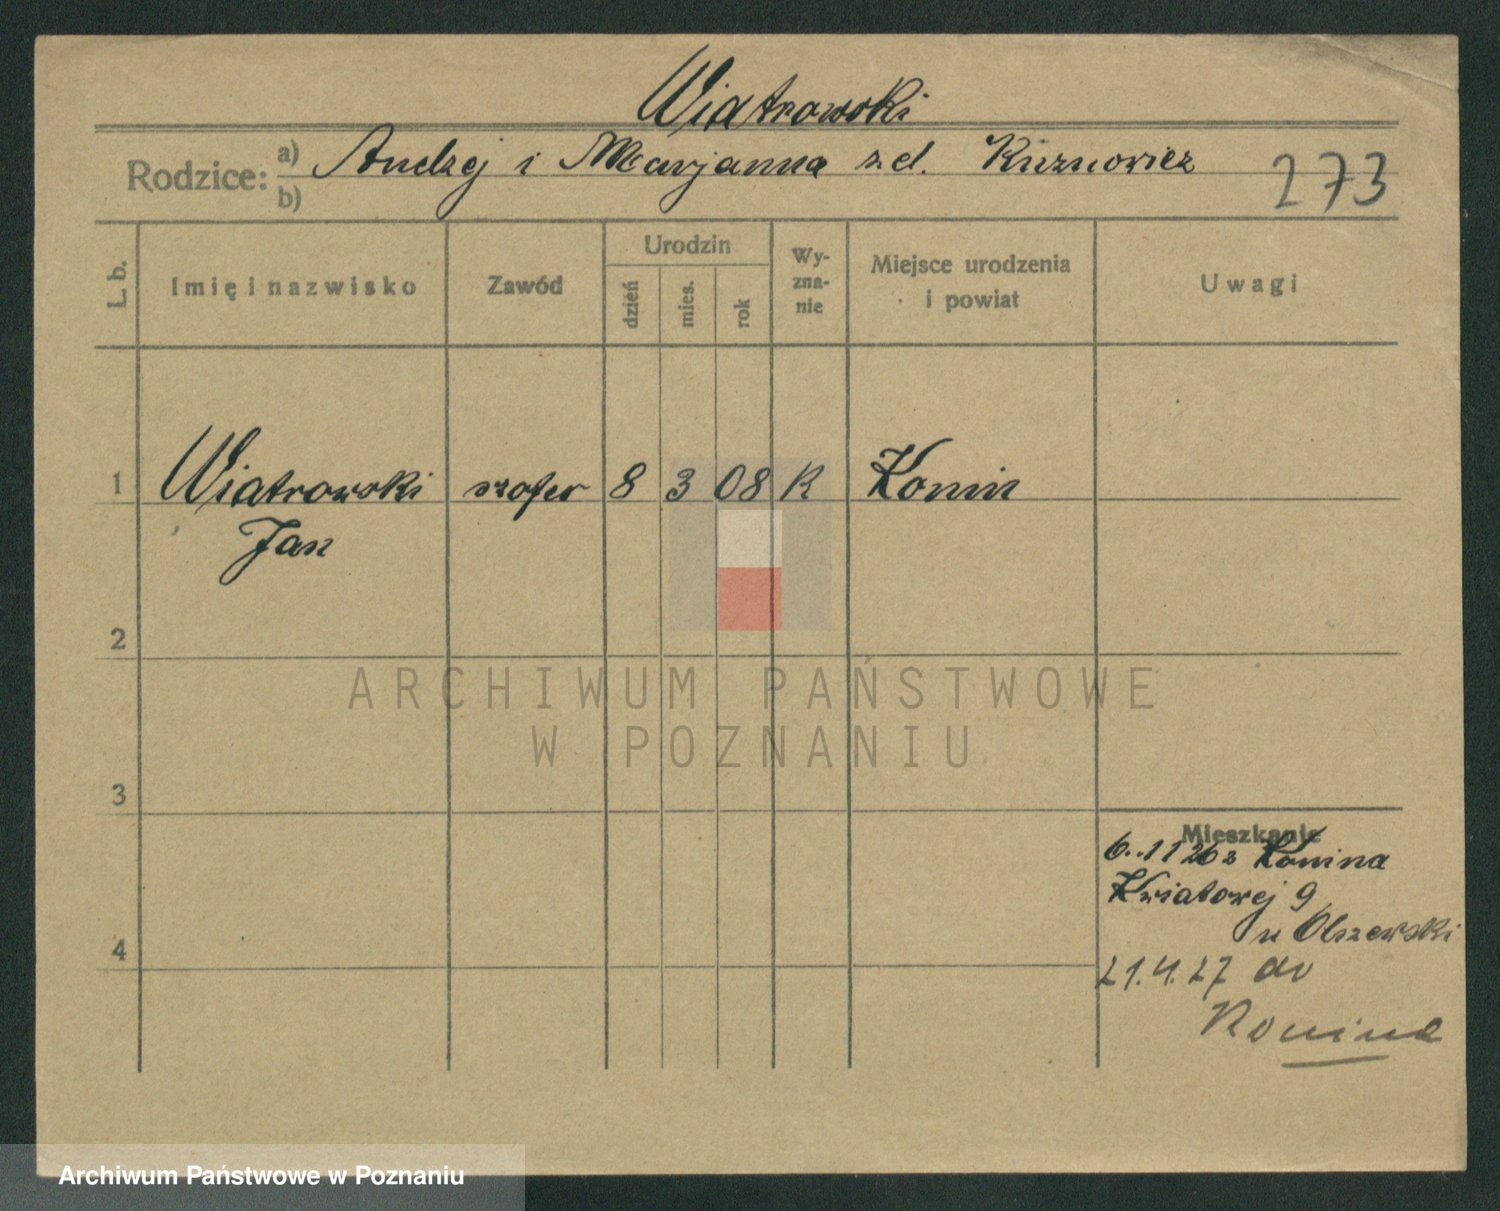 Wiatrowski
Rodzice: a) Andrzej i Marjanna z d. Kuznowicz
b)
273
L. b.
Imię i nazwisko
Zawód
Urodzin
dzień
mies.
rok
Wy-
zna-
nie
Miejsce urodzenia
i powiat
Uwagi
1 Wiatrowski szofer 8 3 08 R Konin
Jan
2
ARCHIWUM PAŃSTWOWE
W POZNANIU
3
Mieszkanie
6.11 26 z Konina
Kwiatowej 9
u Olszewski
4
21.4.27 do
Konina
Archiwum Państwowe w Poznaniu